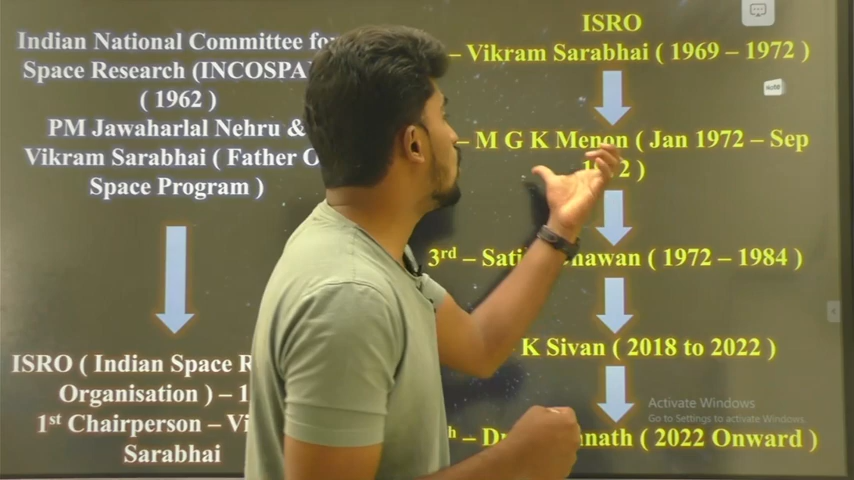 Indian National Committee for
Space Research (INCOSPA
( 1962 )
PM Jawaharlal Nehru &
Vikram Sarabhai ( Father O
Space Program )
ISRO ( Indian Space R
Organisation ) – 1
1st Chairperson – Vi
Sarabhai
ISRO
– Vikram Sarabhai ( 1969 – 1972 )
– M G K Menon ( Jan 1972 – Sep
2 )
3rd – Sati hawan ( 1972 – 1984 )
K Sivan ( 2018 to 2022 )
h – D nath ( 2022 Onward )
Activate Windows
Go to Settings to activate Windows.